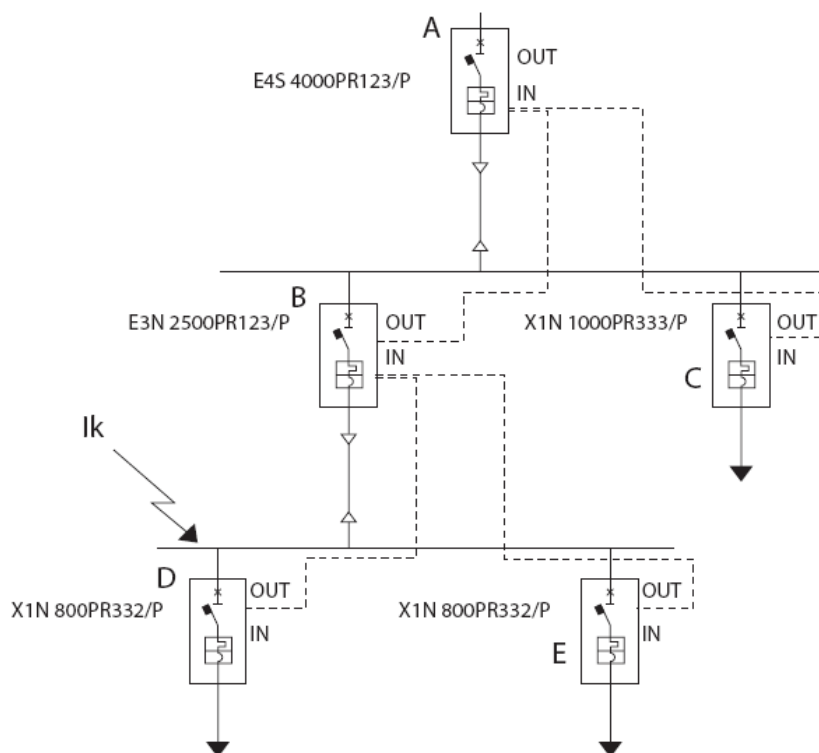 A
OUT
E4S 4000PR123/P
IN
B
E3N 2500PR123/P
OUT
IN
X1N 1000PR333/P
OUT
IN
C
Ik
D
OUT
X1N 800PR332/P
IN
X1N 800PR332/P
OUT
IN
E